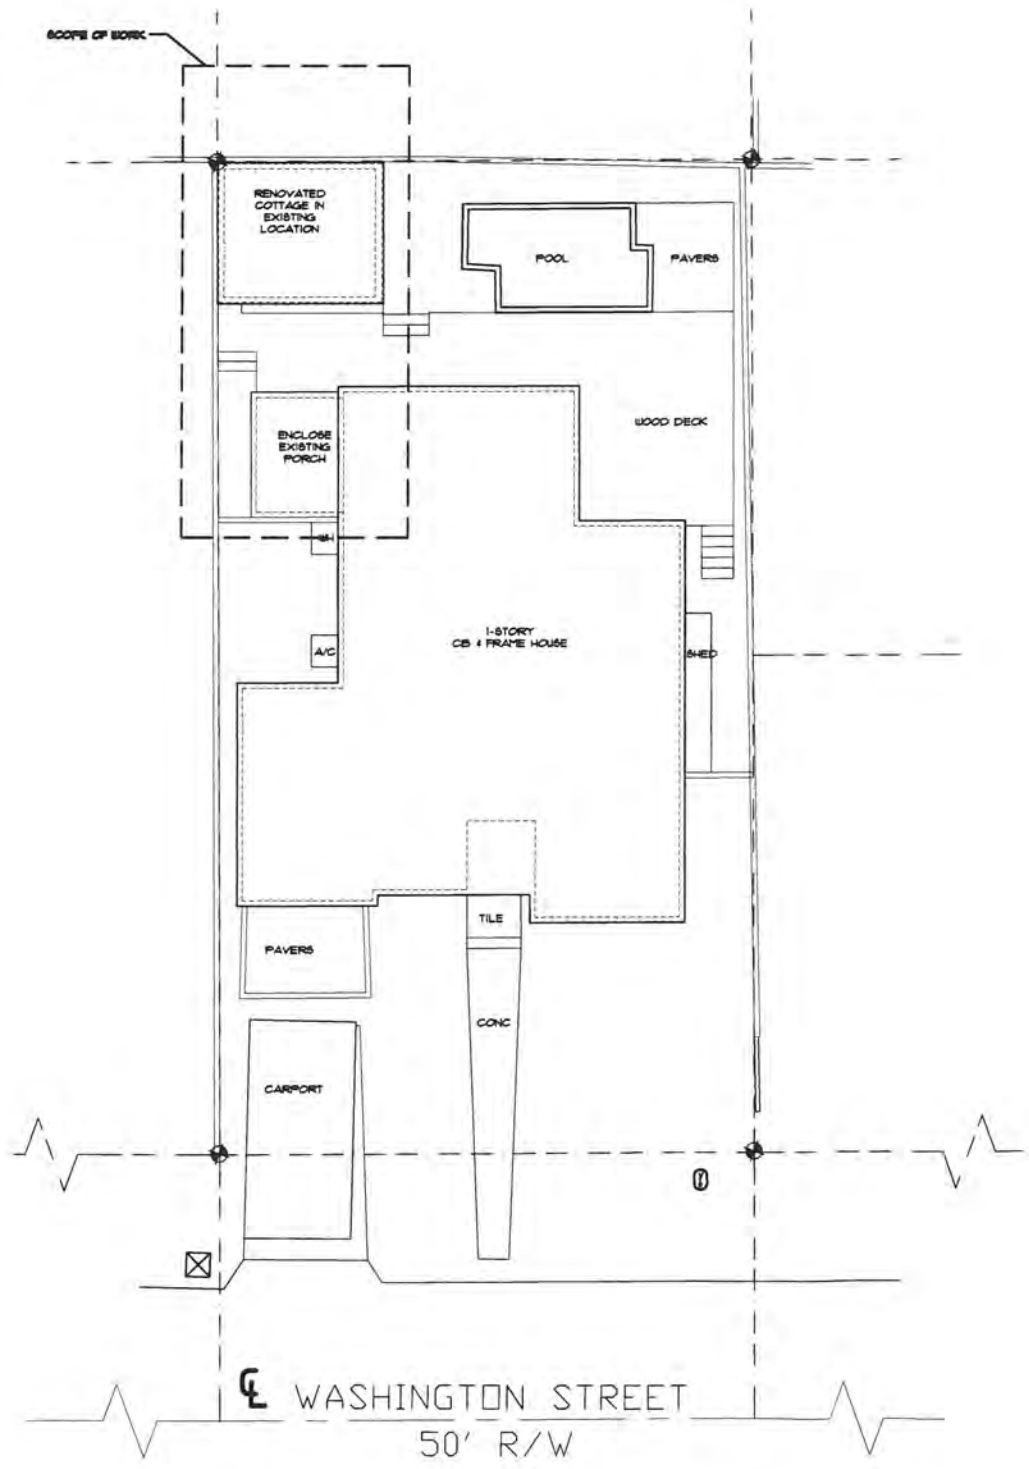 SCOPE OF WORK
RENOVATED
COTTAGE IN
EXISTING
LOCATION
POOL
PAVERS
WOOD DECK
ENCLOSE
EXISTING
PORCH
WH
1-STORY
CB & FRAME HOUSE
A/C
SHED
TILE
PAVERS
CONC
CARPORT
℄ WASHINGTON STREET
50' R/W